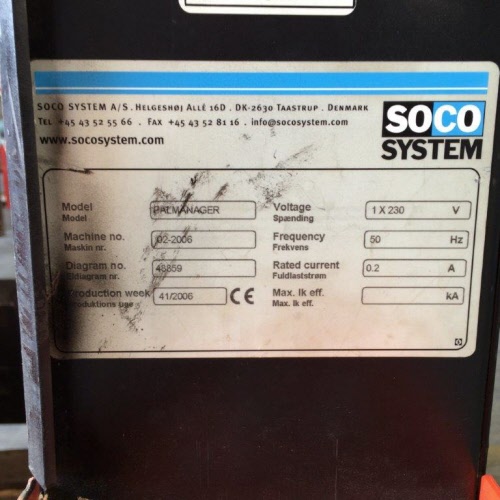 SOCO SYSTEM A/S . HELGESHØJ ALLÉ 16D . DK-2630 TAASTRUP . DENMARK
TEL +45 43 52 55 66 . FAX +45 43 52 81 16 . info@socosystem.com
www.socosystem.com
SOCO
SYSTEM
Model PALMANAGER Voltage 1 X 230 V
Model Spænding
Machine no. 02-2006 Frequency 50 Hz
Maskin nr. Frekvens
Diagram no. 48859 Rated current 0.2 A
Eldiagram nr. Fuldlaststrøm
Production week 41/2006 CE Max. Ik eff. kA
Produktions uge Max. Ik eff.